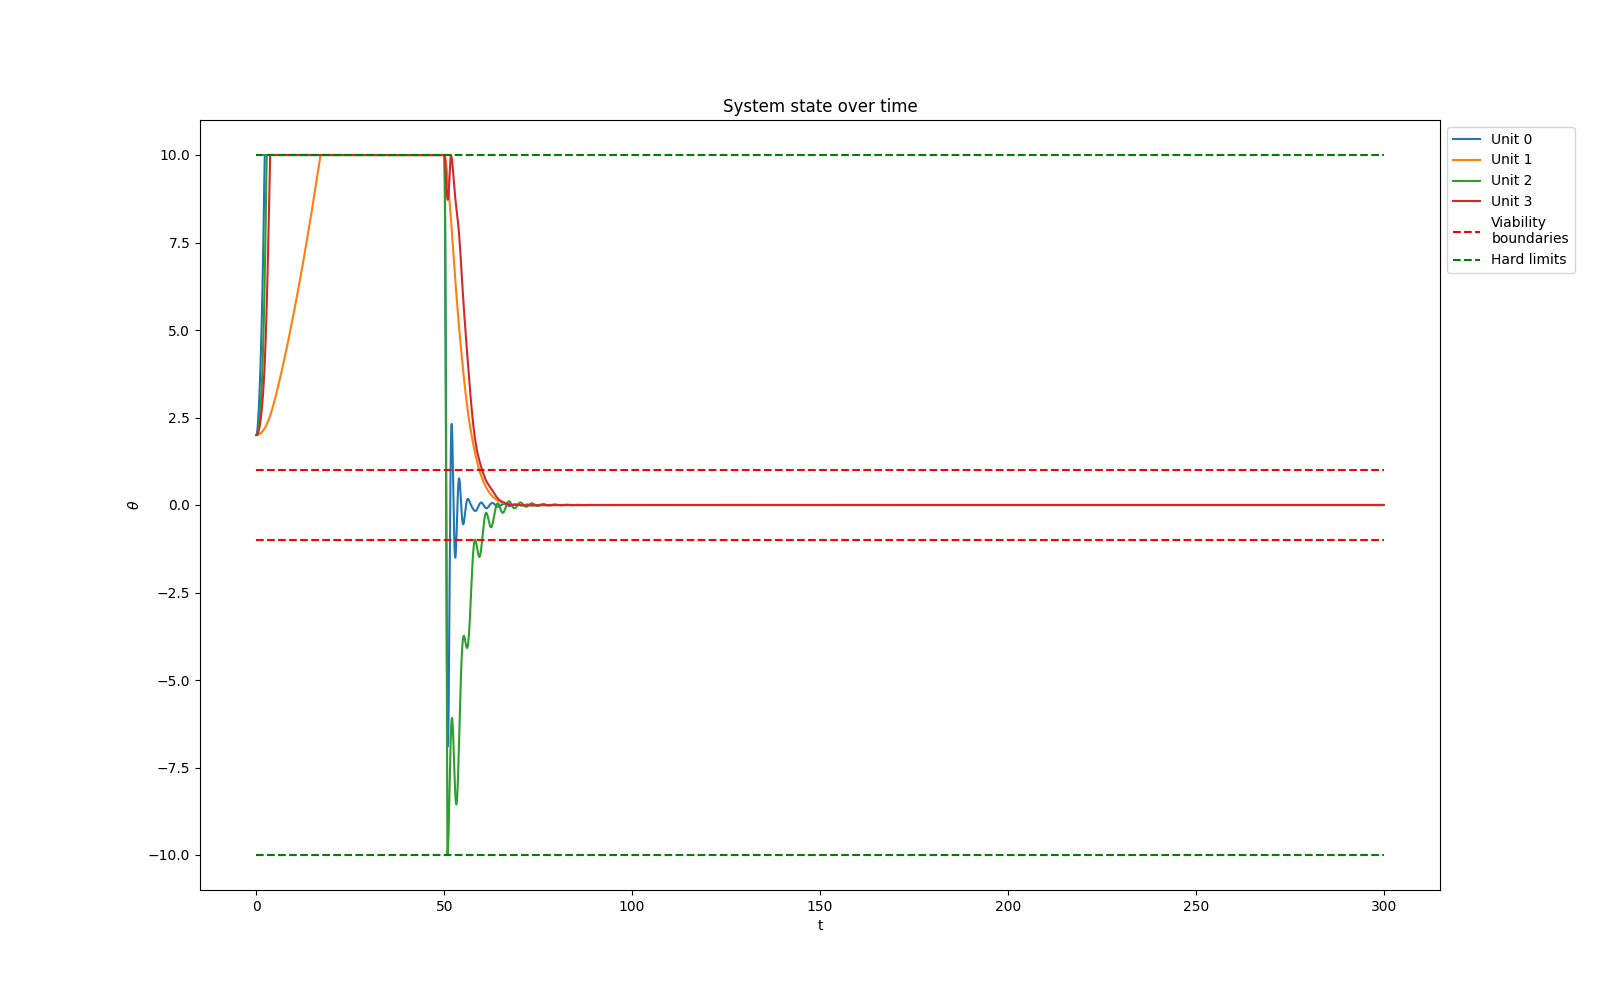 System state over time
10.0
7.5
5.0
2.5
0.0
−2.5
−5.0
−7.5
−10.0
θ
0
50
100
150
200
250
300
t
Unit 0
Unit 1
Unit 2
Unit 3
Viability
boundaries
Hard limits